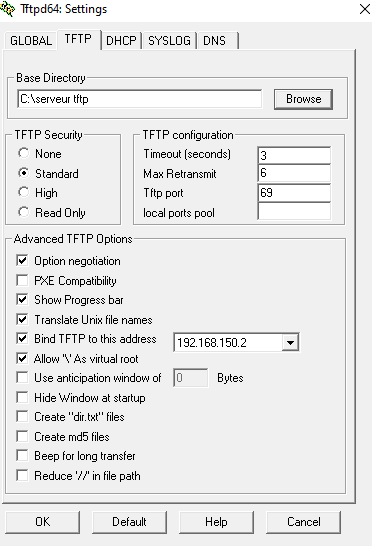 Tftpd64: Settings
GLOBAL TFTP DHCP SYSLOG DNS
Base Directory
C:\serveur tftp Browse
TFTP Security
None
Standard
High
Read Only
TFTP configuration
Timeout (seconds) 3
Max Retransmit 6
Tftp port 69
local ports pool
Advanced TFTP Options
Option negotiation
PXE Compatibility
Show Progress bar
Translate Unix file names
Bind TFTP to this address 192.168.150.2
Allow '\' As virtual root
Use anticipation window of 0 Bytes
Hide Window at startup
Create "dir.txt" files
Create md5 files
Beep for long transfer
Reduce '//' in file path
OK Default Help Cancel